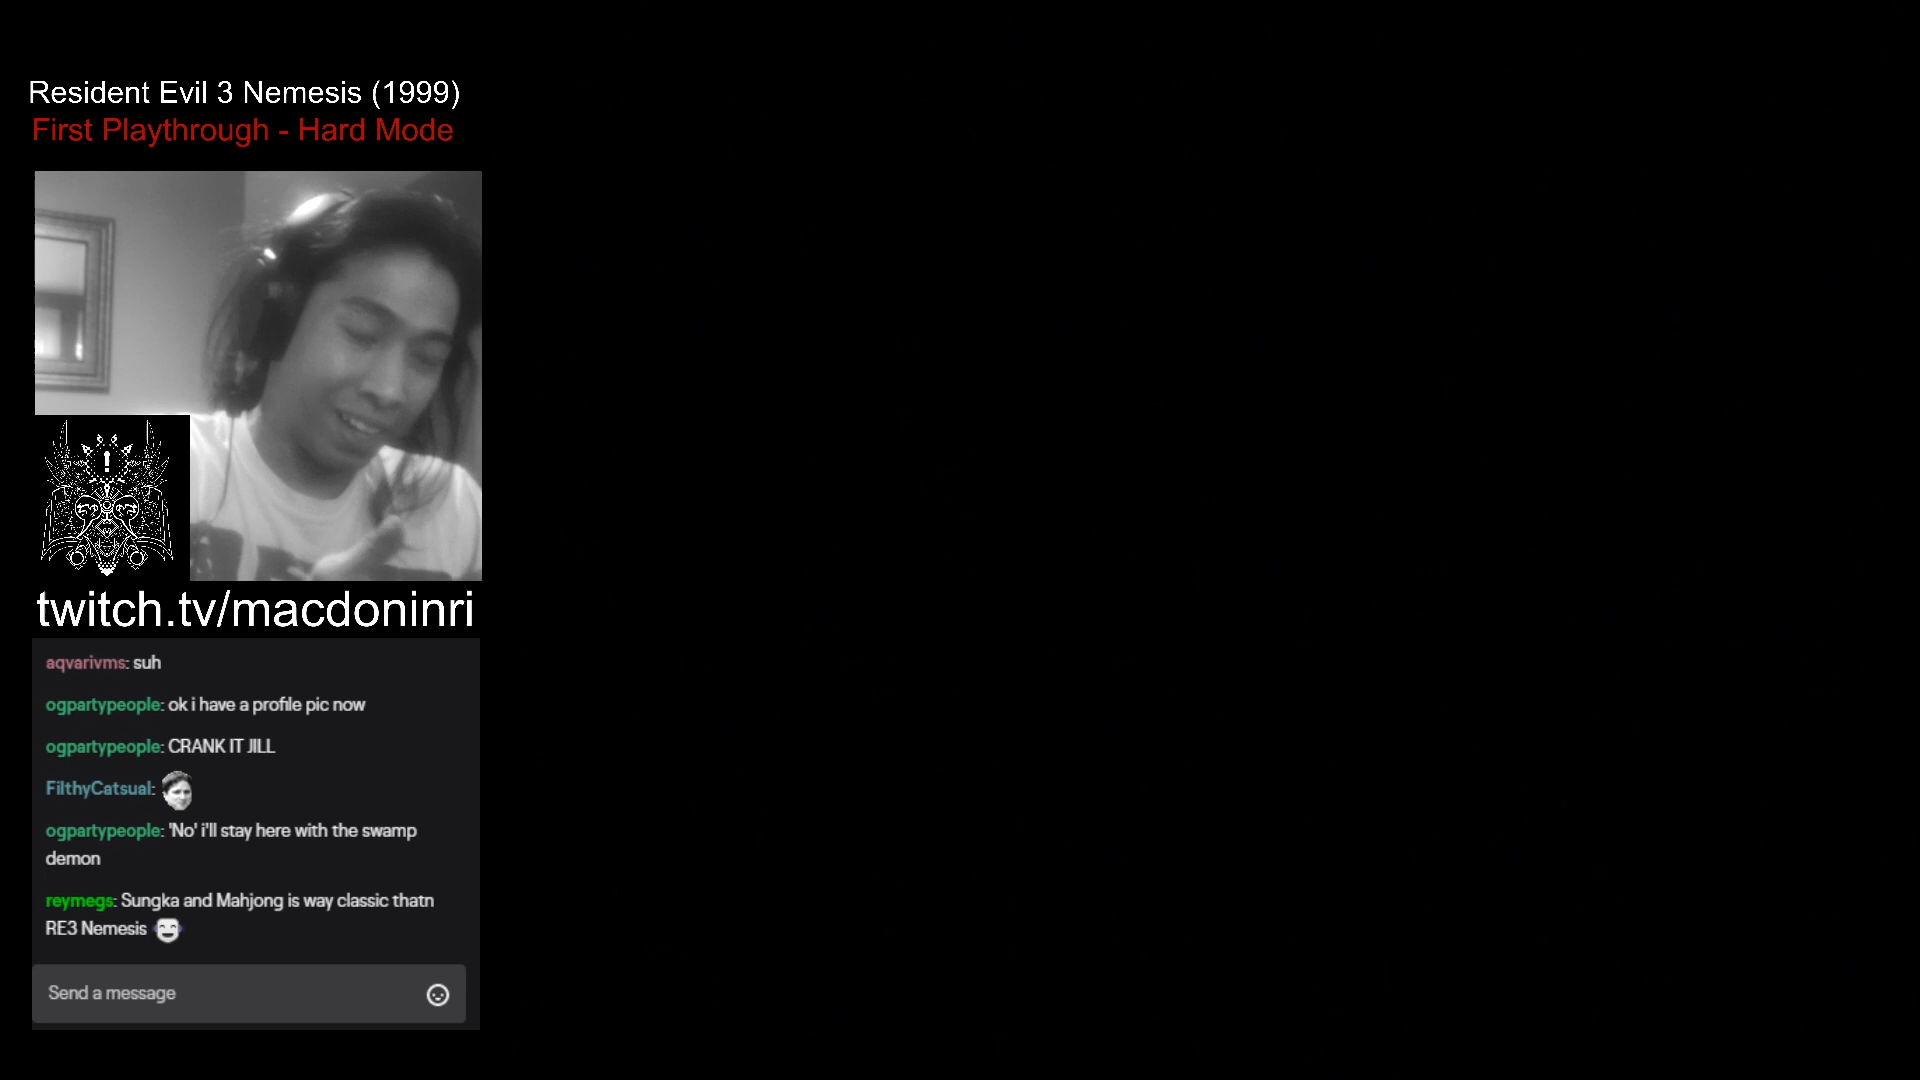 Resident Evil 3 Nemesis (1999)
First Playthrough - Hard Mode
twitch.tv/macdoninri
aqvarivms: suh
ogpartypeople: ok i have a profile pic now
ogpartypeople: CRANK IT JILL
FilthyCatsual:
ogpartypeople: 'No' i'll stay here with the swamp
demon
reymegs: Sungka and Mahjong is way classic thatn
RE3 Nemesis
Send a message